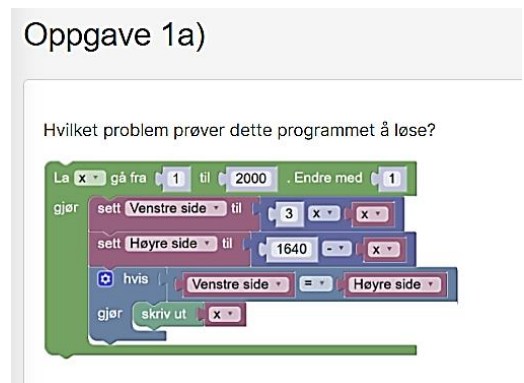 Oppgave 1a)
Hvilket problem prøver dette programmet å løse?
La x gå fra 1 til 2000 . Endre med 1
gjør sett Venstre side til 3 x x
sett Høyre side til 1640 - x
hvis Venstre side = Høyre side
gjør skriv ut x